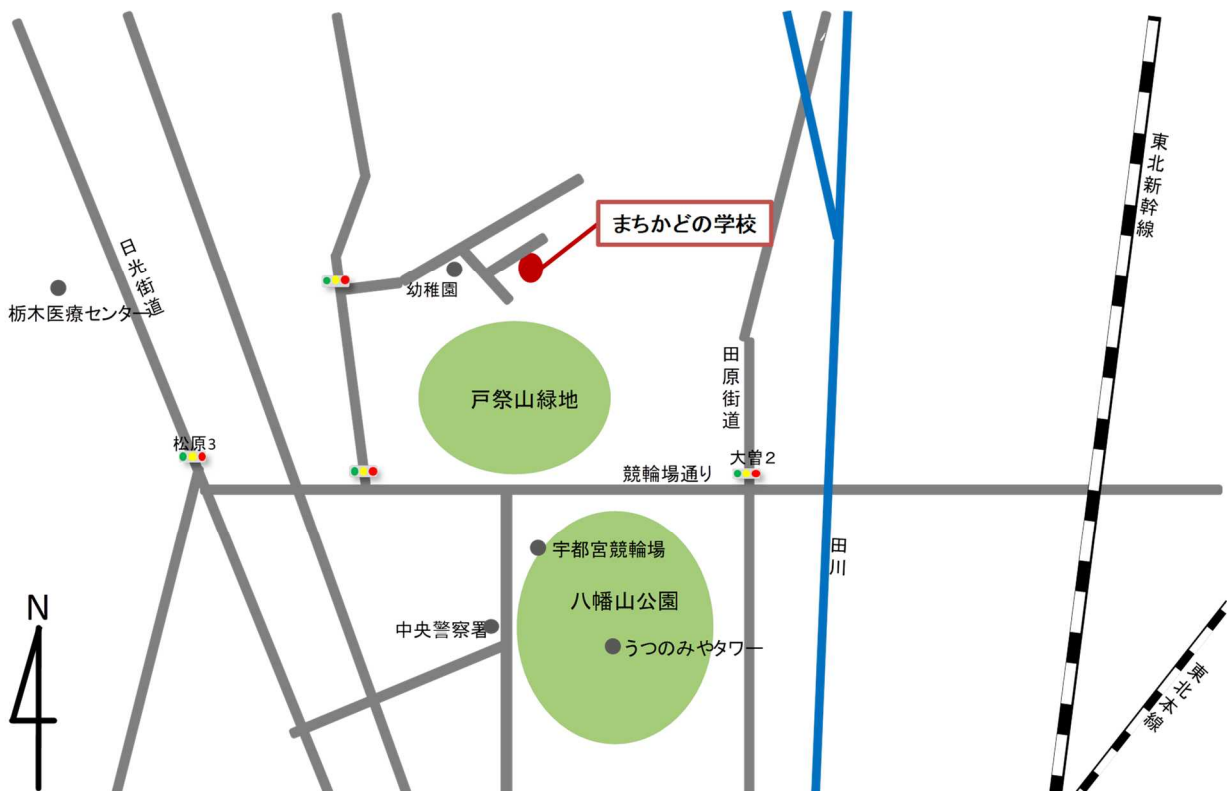 東北新幹線
まちかどの学校
日光街道
幼稚園
栃木医療センター
田原街道
戸祭山緑地
松原3
大曽2
競輪場通り
宇都宮競輪場
田川
八幡山公園
N
中央警察署
うつのみやタワー
東北本線